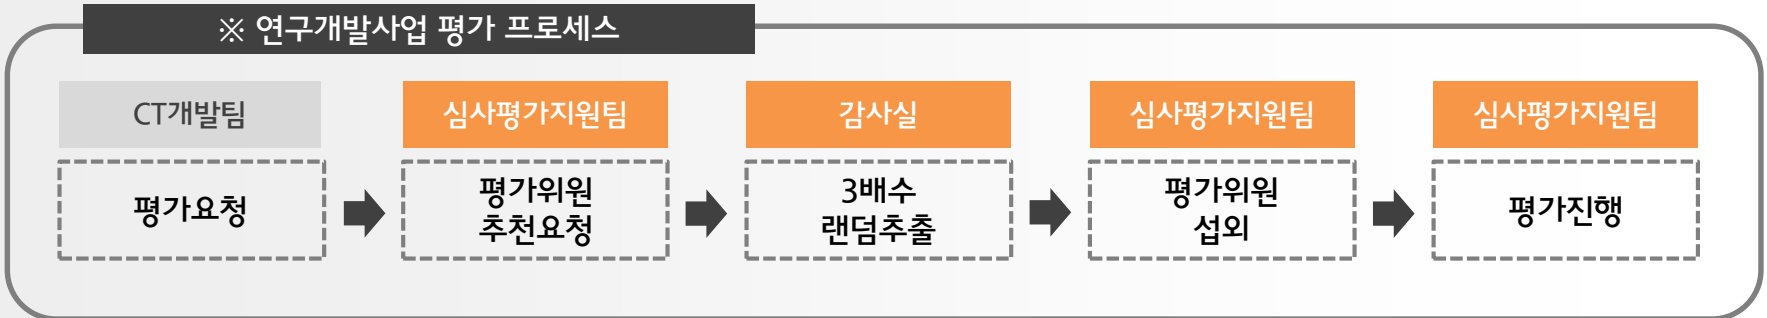 ※ 연구개발사업 평가 프로세스
CT개발팀
평가요청
심사평가지원팀
평가위원
추천요청
감사실
3배수
랜덤추출
심사평가지원팀
평가위원
섭외
심사평가지원팀
평가진행